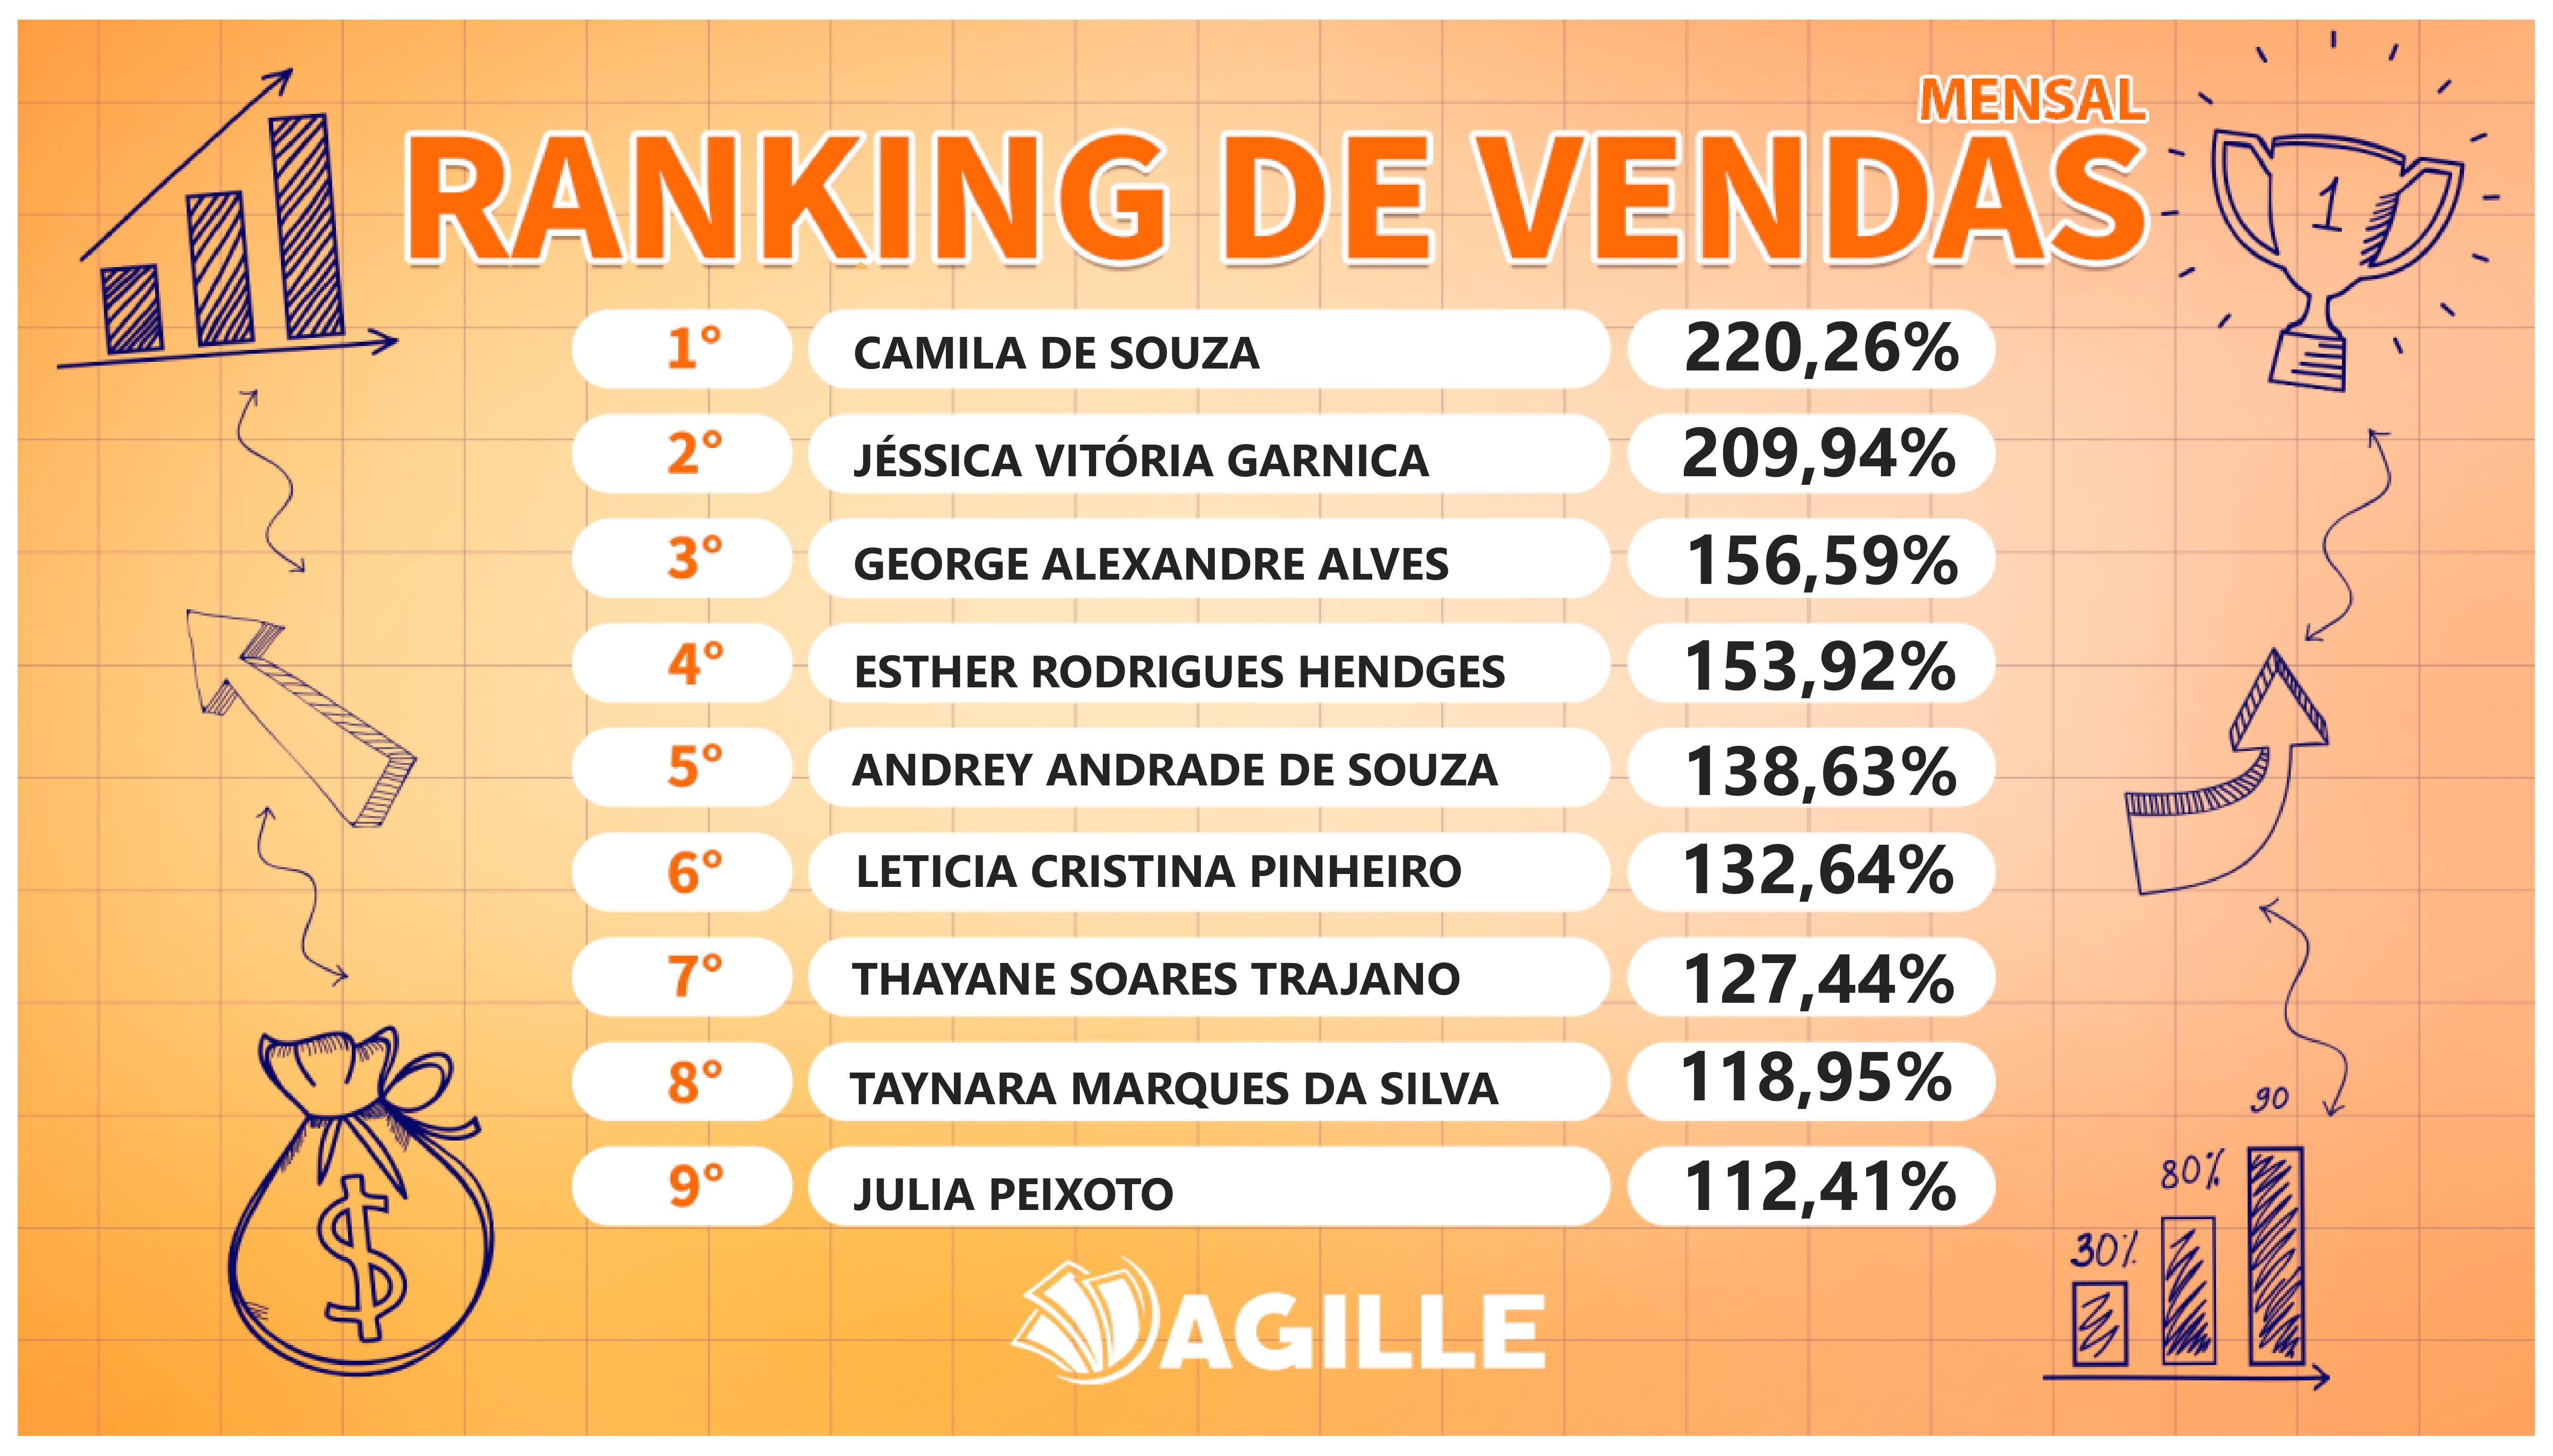 MENSAL
RANKING DE VENDAS
1
1° CAMILA DE SOUZA 220,26%
2° JÉSSICA VITÓRIA GARNICA 209,94%
3° GEORGE ALEXANDRE ALVES 156,59%
4° ESTHER RODRIGUES HENDGES 153,92%
5° ANDREY ANDRADE DE SOUZA 138,63%
6° LETICIA CRISTINA PINHEIRO 132,64%
7° THAYANE SOARES TRAJANO 127,44%
8° TAYNARA MARQUES DA SILVA 118,95%
9° JULIA PEIXOTO 112,41%
$
30% 80% 90
AGILLE